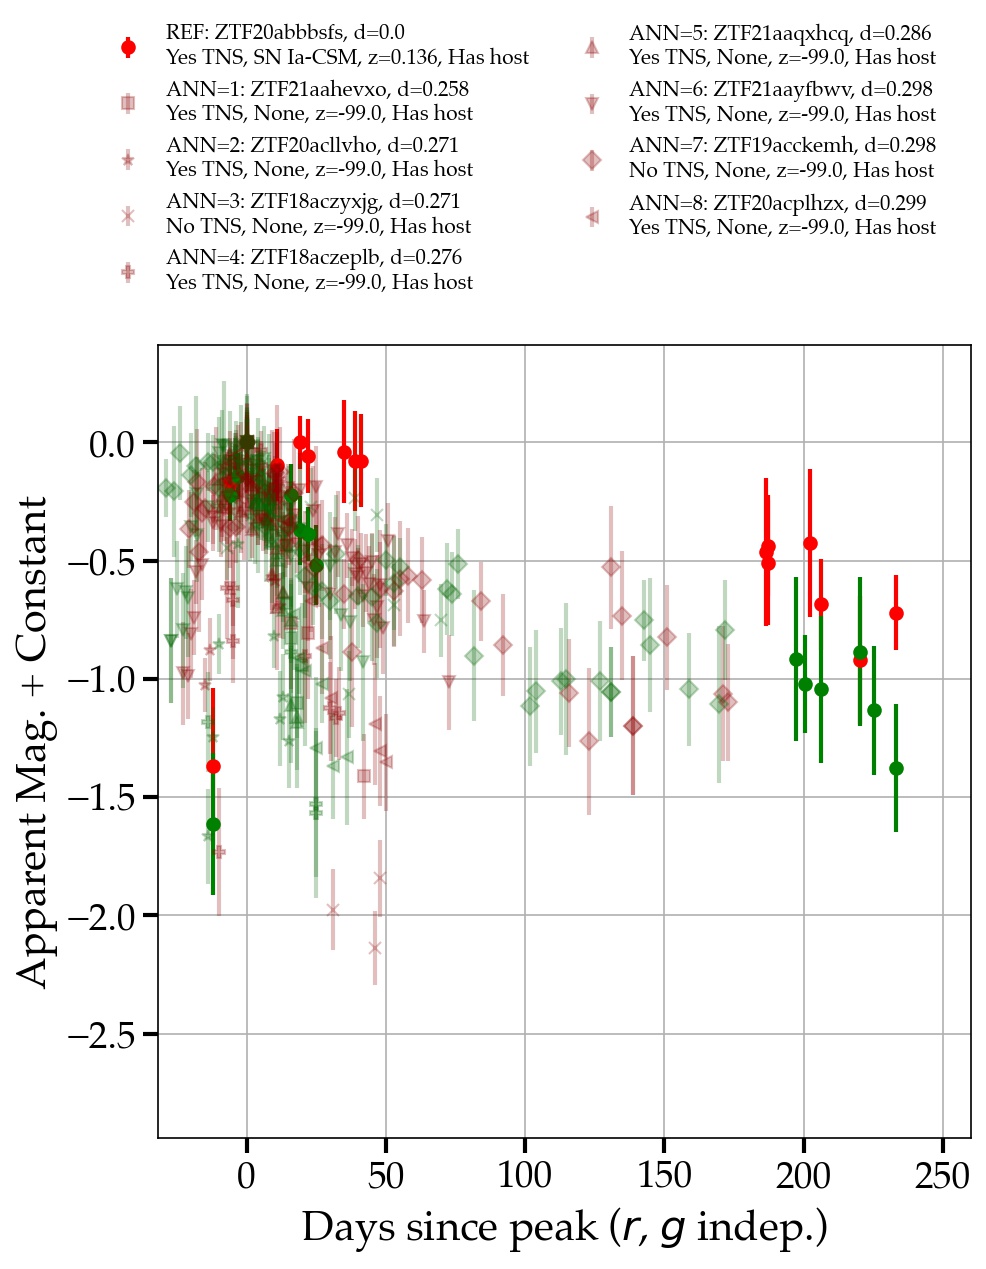 REF: ZTF20abbbsfs, d=0.0
Yes TNS, SN Ia-CSM, z=0.136, Has host
ANN=1: ZTF21aahevxo, d=0.258
Yes TNS, None, z=-99.0, Has host
ANN=2: ZTF20acllvho, d=0.271
Yes TNS, None, z=-99.0, Has host
ANN=3: ZTF18aczyxjg, d=0.271
No TNS, None, z=-99.0, Has host
ANN=4: ZTF18aczeplb, d=0.276
Yes TNS, None, z=-99.0, Has host
ANN=5: ZTF21aaqxhcq, d=0.286
Yes TNS, None, z=-99.0, Has host
ANN=6: ZTF21aayfbwv, d=0.298
Yes TNS, None, z=-99.0, Has host
ANN=7: ZTF19acckemh, d=0.298
No TNS, None, z=-99.0, Has host
ANN=8: ZTF20acplhzx, d=0.299
Yes TNS, None, z=-99.0, Has host
Apparent Mag. + Constant
0.0
−0.5
−1.0
−1.5
−2.0
−2.5
0 50 100 150 200 250
Days since peak (r, g indep.)